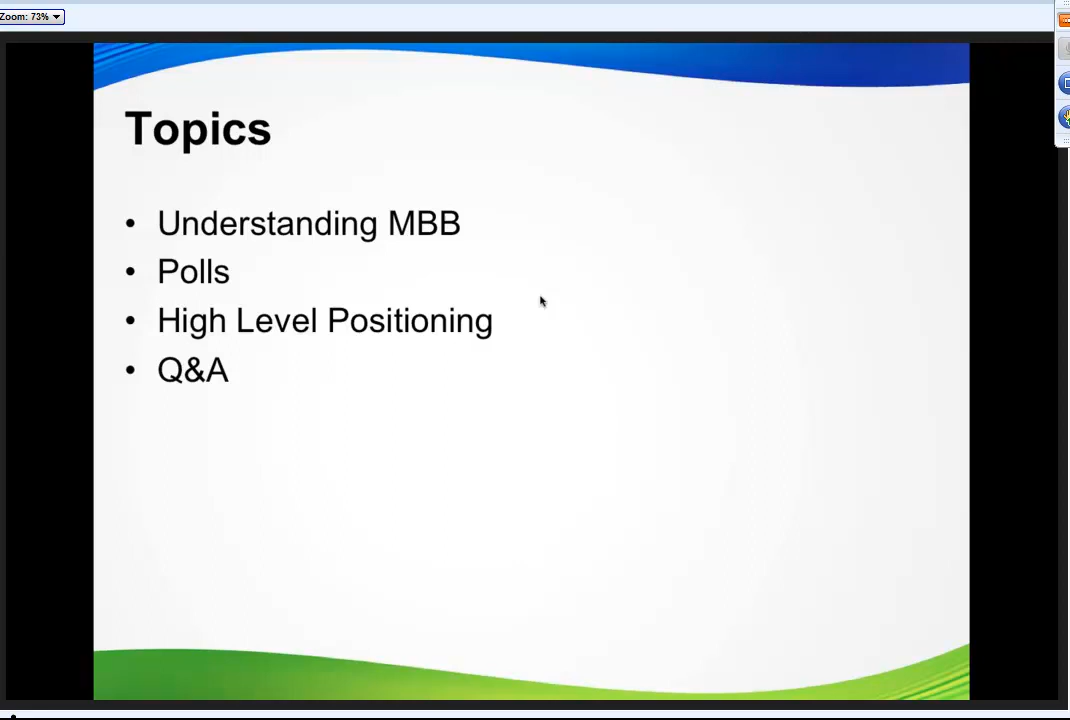 Zoom: 73%
Topics
• Understanding MBB
• Polls
• High Level Positioning
• Q&A